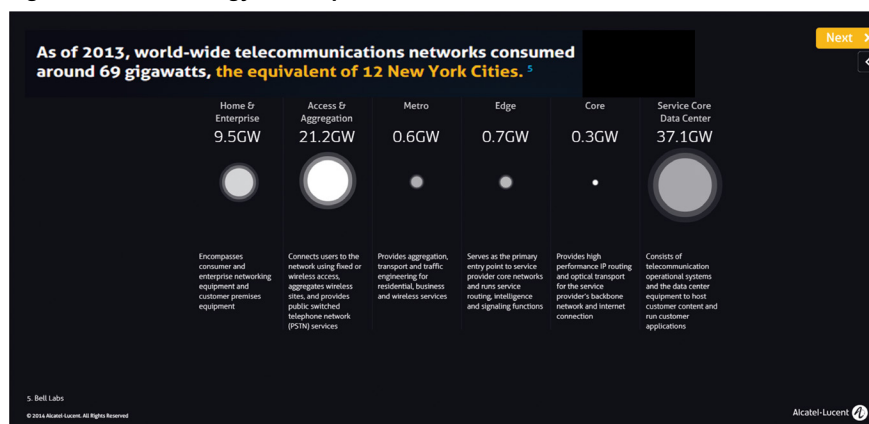 As of 2013, world-wide telecommunications networks consumed
around 69 gigawatts, the equivalent of 12 New York Cities. 5
Next
Home &
Enterprise
9.5GW
Access &
Aggregation
21.2GW
Metro
0.6GW
Edge
0.7GW
Core
0.3GW
Service Core
Data Center
37.1GW
Encompasses
consumer and
enterprise networking
equipment and
customer premises
equipment
Connects users to the
network using fixed or
wireless access,
aggregates wireless
sites, and provides
public switched
telephone network
(PSTN) services
Provides aggregation,
transport and traffic
engineering for
residential, business
and wireless services
Serves as the primary
entry point to service
provider core networks
and runs service
routing, intelligence
and signaling functions
Provides high
performance IP routing
and optical transport
for the service
provider's backbone
network and internet
connection
Consists of
telecommunication
operational systems
and the data center
equipment to host
customer content and
run customer
applications
5. Bell Labs
© 2014 Alcatel-Lucent. All Rights Reserved
Alcatel-Lucent